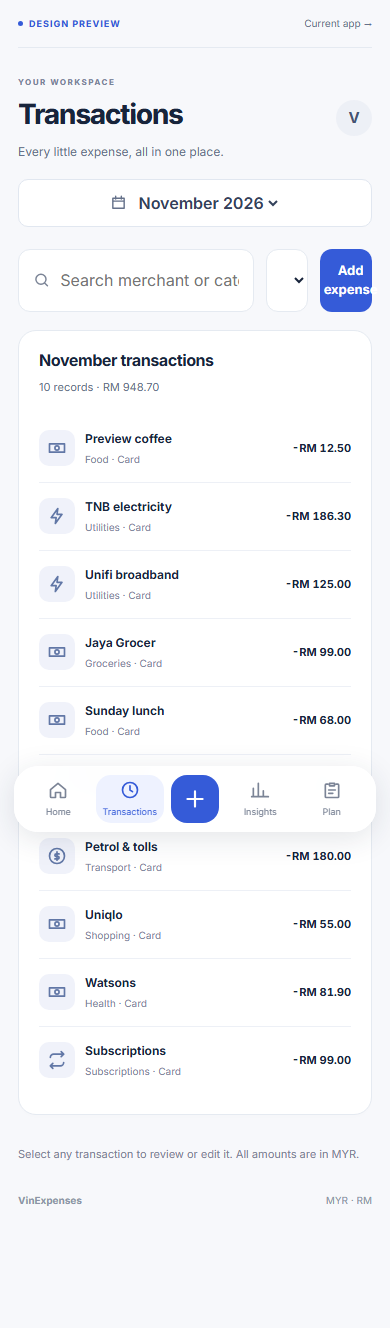 DESIGN PREVIEW
Current app →
YOUR WORKSPACE
Transactions
V
Every little expense, all in one place.
November 2026
Search merchant or cat
Add
expense
November transactions
10 records · RM 948.70
Preview coffee
-RM 12.50
Food · Card
TNB electricity
-RM 186.30
Utilities · Card
Unifi broadband
-RM 125.00
Utilities · Card
Jaya Grocer
-RM 99.00
Groceries · Card
Sunday lunch
-RM 68.00
Food · Card
Home
Transactions
Insights
Plan
Petrol & tolls
-RM 180.00
Transport · Card
Uniqlo
-RM 55.00
Shopping · Card
Watsons
-RM 81.90
Health · Card
Subscriptions
-RM 99.00
Subscriptions · Card
Select any transaction to review or edit it. All amounts are in MYR.
VinExpenses
MYR · RM